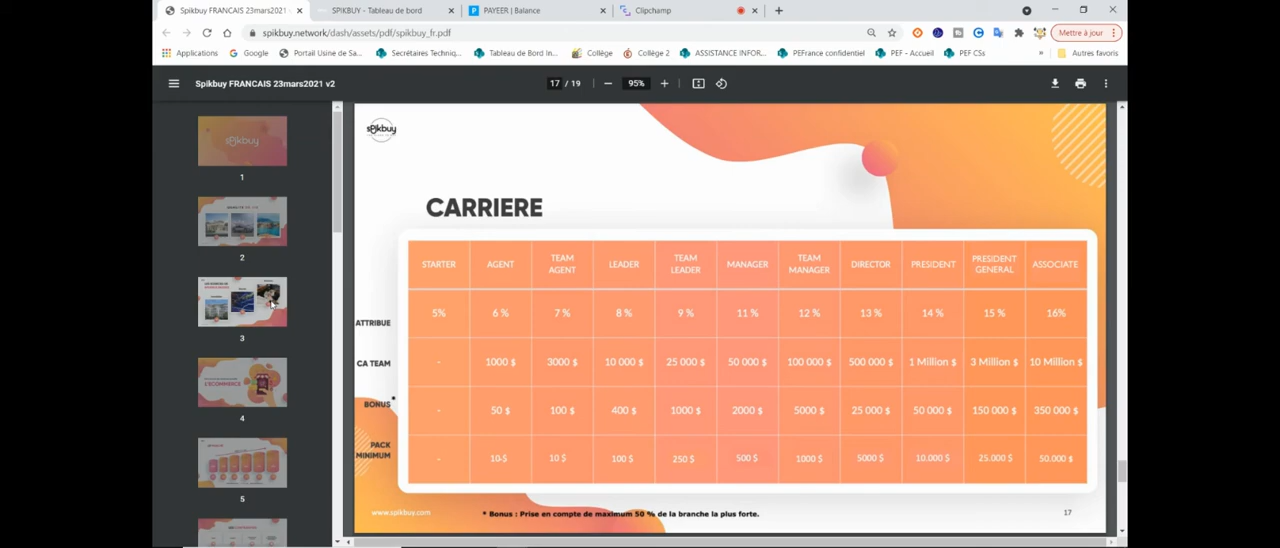 Spikbuy FRANCAIS 23mars2021
SPIKBUY - Tableau de bord
PAYEER | Balance
Clipchamp
spikbuy.network/dash/assets/pdf/spikbuy_fr.pdf
Mettre à jour
Applications
Google
Portail Usine de Sa...
Secrétaires Techniq...
Tableau de Bord In...
Collège
Collège 2
ASSISTANCE INFOR...
PEFrance confidentiel
PEF - Accueil
PEF CSs
»
Autres favoris
Spikbuy FRANCAIS 23mars2021 v2
17 / 19
95%
spikbuy
1
2
3
E-COMMERCE
4
5
spikbuy
CARRIERE
STARTER AGENT TEAM AGENT LEADER TEAM LEADER MANAGER TEAM MANAGER DIRECTOR PRESIDENT PRESIDENT GENERAL ASSOCIATE
ATTRIBUE 5% 6 % 7 % 8 % 9 % 11 % 12 % 13 % 14 % 15 % 16%
CA TEAM - 1000 $ 3000 $ 10 000 $ 25 000 $ 50 000 $ 100 000 $ 500 000 $ 1 Million $ 3 Million $ 10 Million $
BONUS * - 50 $ 100 $ 400 $ 1000 $ 2000 $ 5000 $ 25 000 $ 50 000 $ 150 000 $ 350 000 $
PACK MINIMUM - 10 $ 10 $ 100 $ 250 $ 500 $ 1000 $ 5000 $ 10.000 $ 25.000 $ 50.000 $
www.spikbuy.com
* Bonus : Prise en compte de maximum 50 % de la branche la plus forte.
17